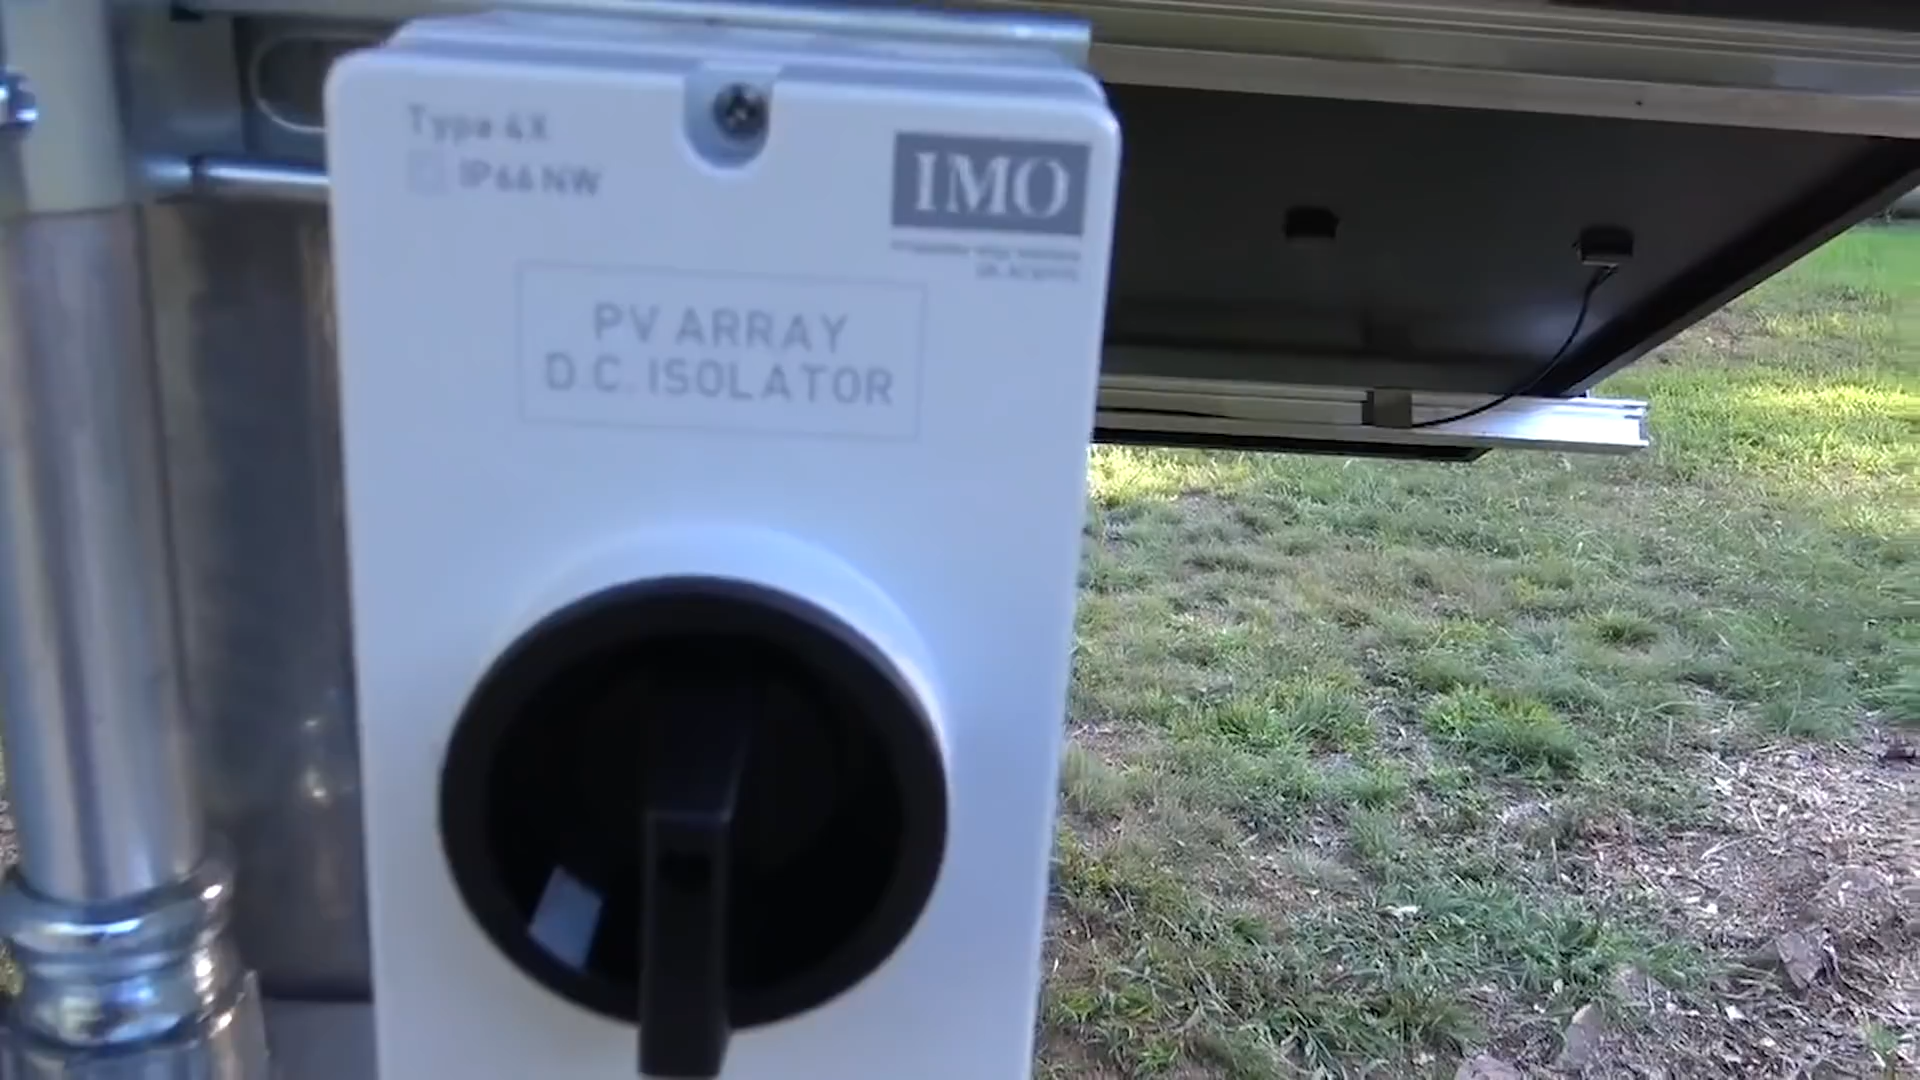 Type 4X
IP66 NW
IMO
PV ARRAY
D.C. ISOLATOR